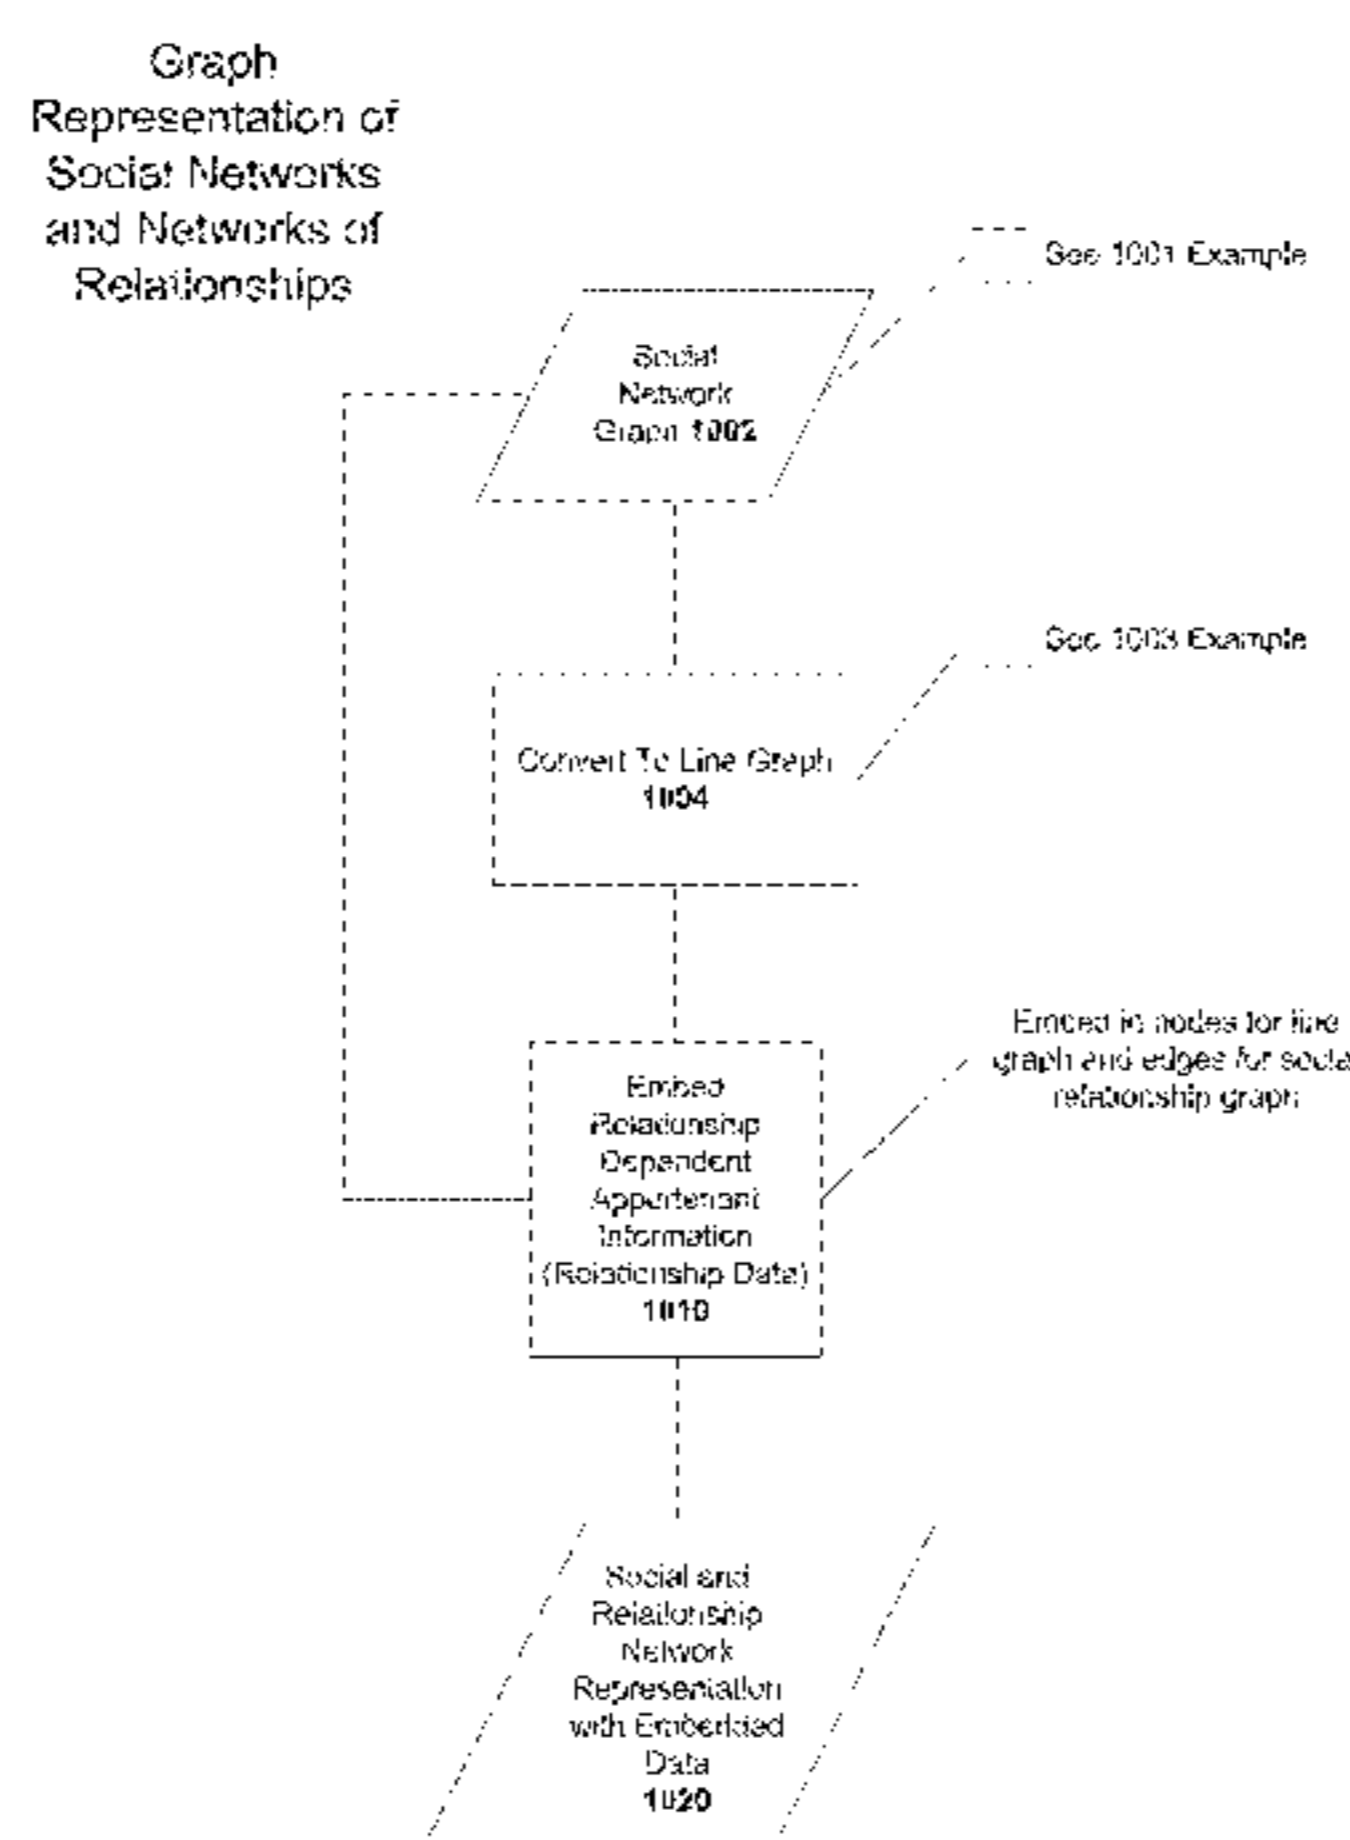 Graph
Representation of
Social Networks
and Networks of
Relationships
See 1001 Example
Social
Network
Graph 1002
See 1003 Example
Convert To Line Graph
1004
Embed in nodes for line
graph and edges for socia
relationship graph
Embed
Relationship
Dependent
Appurtenant
Information
(Relationship Data)
1010
Social and
Relationship
Network
Representation
with Embedded
Data
1020